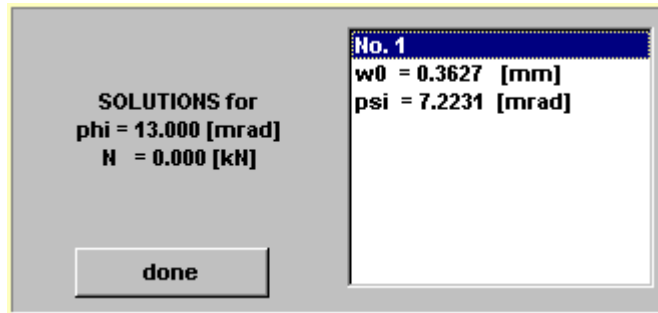 SOLUTIONS for
phi = 13.000 [mrad]
N = 0.000 [kN]
done
No. 1
w0 = 0.3627 [mm]
psi = 7.2231 [mrad]